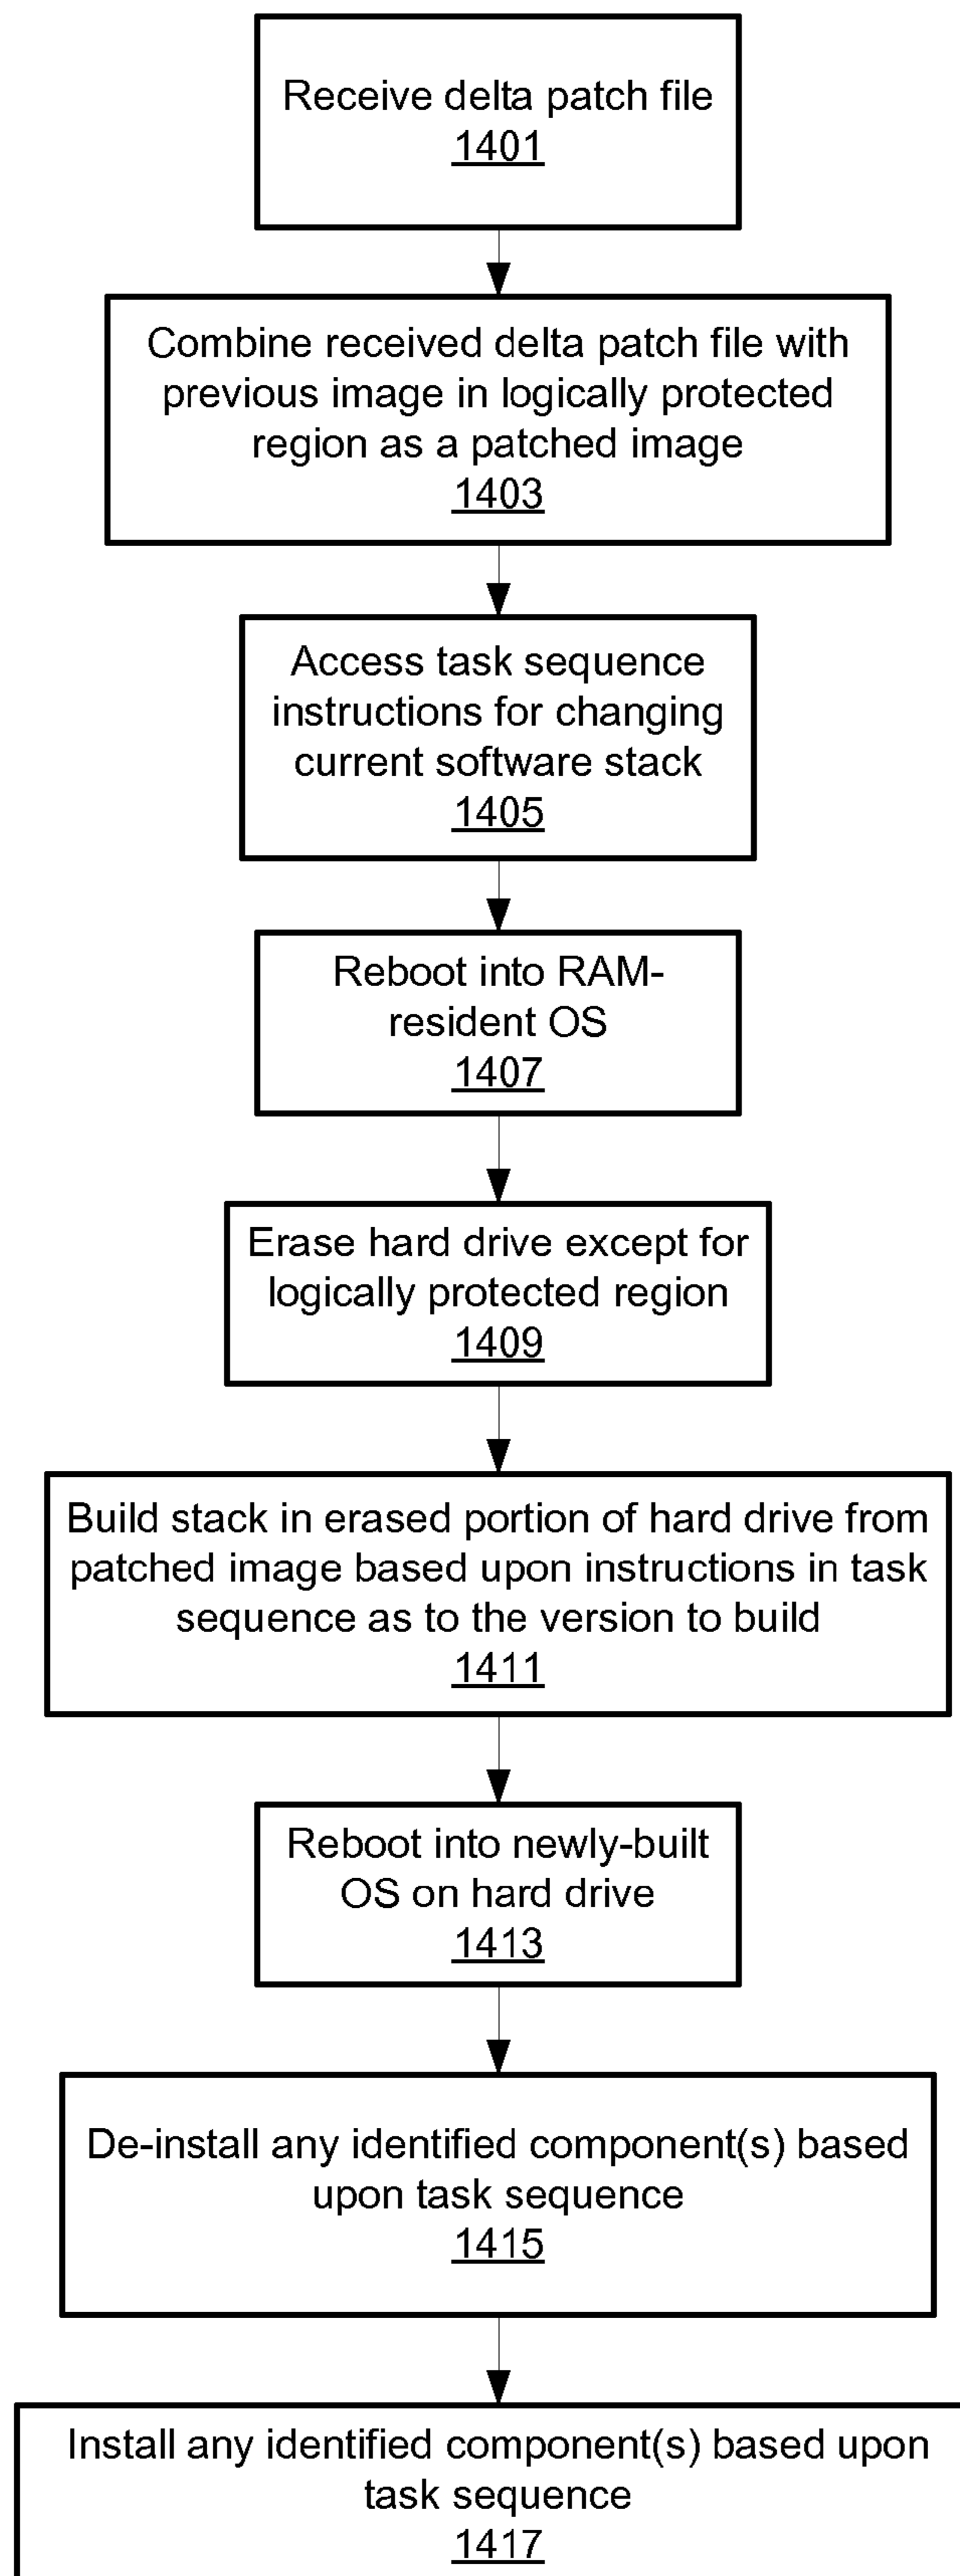 Receive delta patch file
1401
Combine received delta patch file with
previous image in logically protected
region as a patched image
1403
Access task sequence
instructions for changing
current software stack
1405
Reboot into RAM-
resident OS
1407
Erase hard drive except for
logically protected region
1409
Build stack in erased portion of hard drive from
patched image based upon instructions in task
sequence as to the version to build
1411
Reboot into newly-built
OS on hard drive
1413
De-install any identified component(s) based
upon task sequence
1415
Install any identified component(s) based upon
task sequence
1417